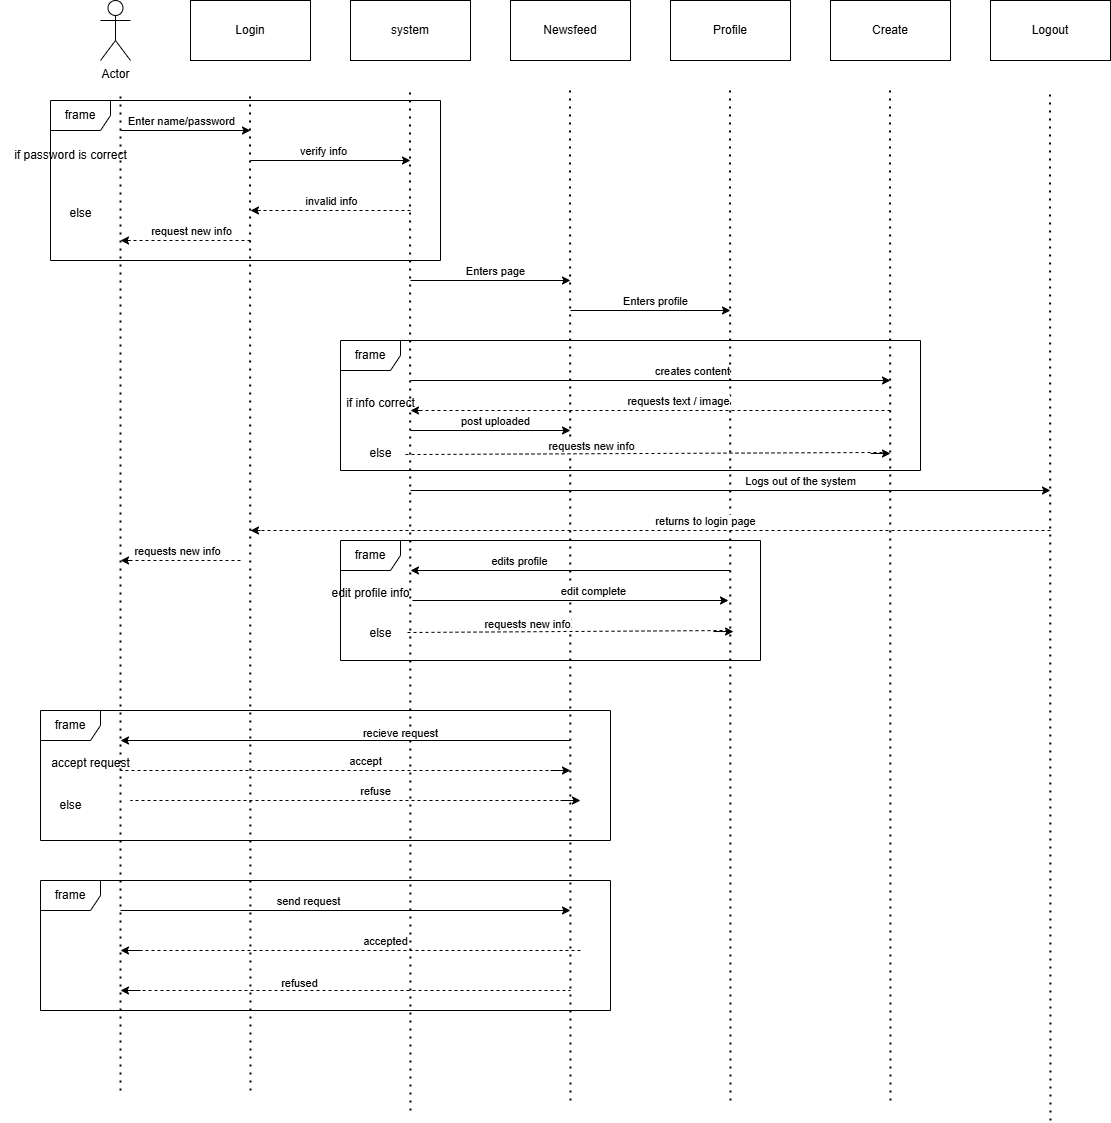 Login
system
Newsfeed
Profile
Create
Logout
Actor
frame
Enter name/password
if password is correct
verify info
invalid info
else
request new info
Enters page
Enters profile
frame
creates content
if info correct
requests text / image
post uploaded
else
requests new info
Logs out of the system
returns to login page
requests new info
frame
edits profile
edit profile info
edit complete
else
requests new info
frame
recieve request
accept request
accept
else
refuse
frame
send request
accepted
refused